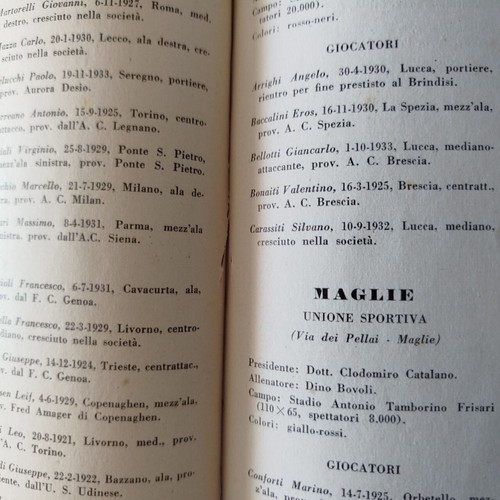 Martorelli Giovanni, 6-11-1927, Roma, med.
destro, cresciuto nella società.
Mazza Carlo, 20-1-1930, Lecco, ala destra, cre-
sciuto nella società.
Paolo, 19-11-1933, Seregno, portiere,
prov. Aurora Desio.
Antonio, 15-9-1925, Torino, centro-
attacco, prov. dall'A. C. Legnano.
Virginio, 25-8-1929, Ponte S. Pietro,
mezz'ala sinistra, prov. Ponte S. Pietro,
Marcello, 21-7-1929, Milano, ala de-
prov. A. C. Milan.
Massimo, 8-4-1931, Parma, mezz'ala
sinistra, prov. dall'A.C. Siena.
Francesco, 6-7-1931, Cavacurta, ala,
dal F. C. Genoa.
Francesco, 22-3-1929, Livorno, centro-
mediano, cresciuto nella società.
Giuseppe, 14-12-1924, Trieste, centrattac.,
dal F. C. Genoa.
Leif, 4-6-1929, Copenaghen, mezz'ala.
prov. Fred Amager di Copenaghen.
Leo, 20-8-1921, Livorno, med., prov.
A. C. Torino.
di Giuseppe, 22-2-1922, Bazzano, ala, pro-
dall'U. S. Udinese.
Campo:
tatori 20.000).
Colori: rosso-neri.
GIOCATORI
Arrighi Angelo, 30-4-1930, Lucca, portiere,
rientro per fine prestisto al Brindisi.
Baccalini Eros, 16-11-1930, La Spezia, mezz'ala,
prov. A. C. Spezia.
Bellotti Giancarlo, 1-10-1933, Lucca, mediano-
attaccante, prov. A. C. Brescia.
Bonaiti Valentino, 16-3-1925, Brescia, centratt.,
prov. A. C. Brescia.
Carassiti Silvano, 10-9-1932, Lucca, mediano,
cresciuto nella società.
MAGLIE
UNIONE SPORTIVA
(Via dei Pellai - Maglie)
Presidente: Dott. Clodomiro Catalano.
Allenatore: Dino Bovoli.
Campo: Stadio Antonio Tamborino Frisari
(110×65, spettatori 8.000).
Colori: giallo-rossi.
GIOCATORI
Conforti Marino, 14-7-1925, Orbetello, mez-
z'ala, prov.